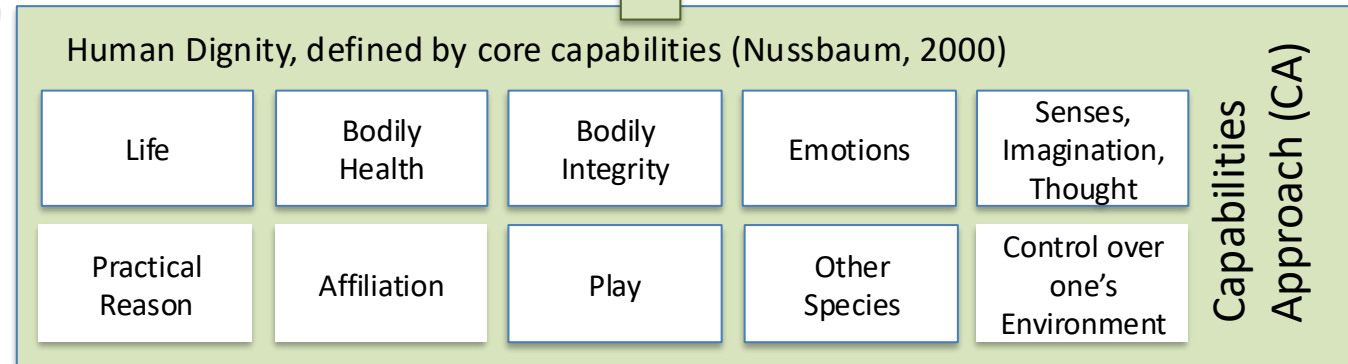 Human Dignity, defined by core capabilities (Nussbaum, 2000)
Life
Bodily
Health
Bodily
Integrity
Emotions
Senses,
Imagination,
Thought
Practical
Reason
Affiliation
Play
Other
Species
Control over
one’s
Environment
Capabilities
Approach (CA)